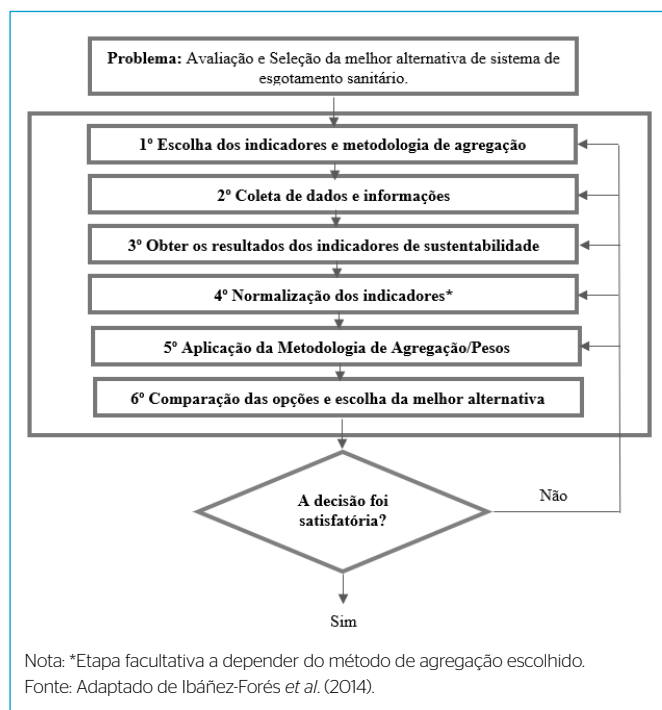 Problema: Avaliação e Seleção da melhor alternativa de sistema de
esgotamento sanitário.
1º Escolha dos indicadores e metodologia de agregação
2º Coleta de dados e informações
3º Obter os resultados dos indicadores de sustentabilidade
4º Normalização dos indicadores*
5º Aplicação da Metodologia de Agregação/Pesos
6º Comparação das opções e escolha da melhor alternativa
A decisão foi
satisfatória?
Não
Sim
Nota: *Etapa facultativa a depender do método de agregação escolhido.
Fonte: Adaptado de Ibáñez-Forés et al. (2014).